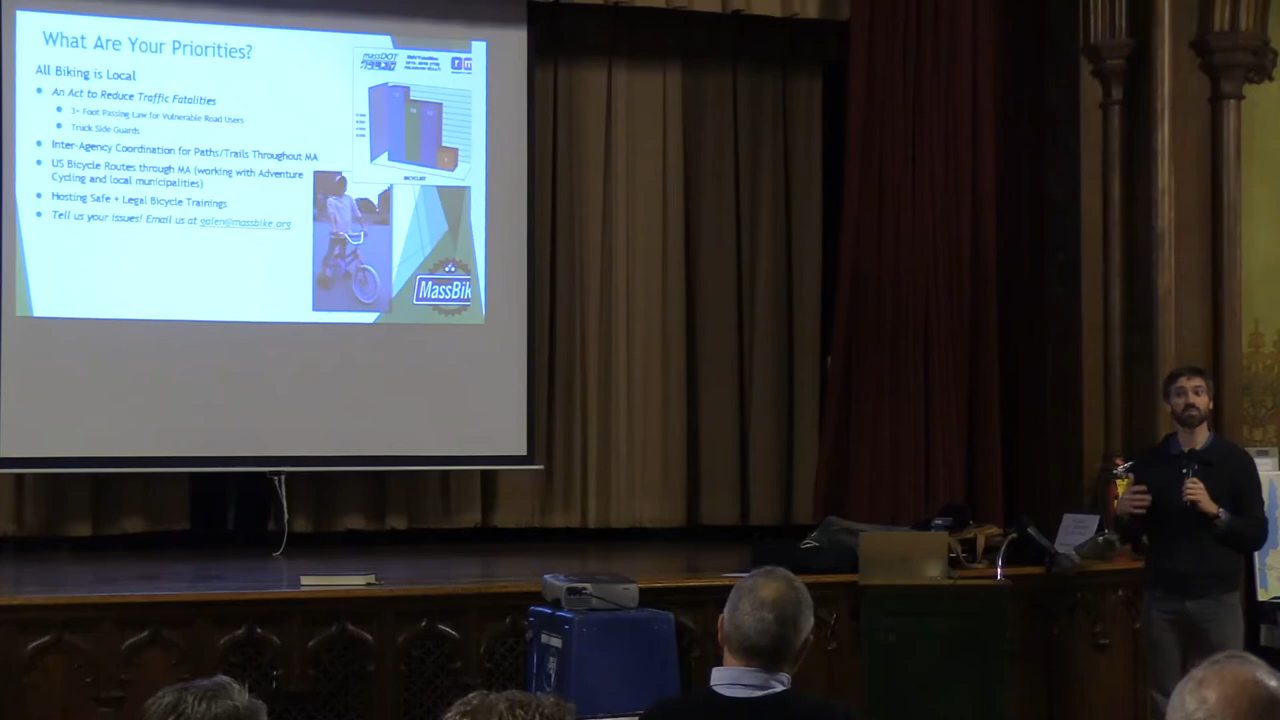 What Are Your Priorities?
All Biking is Local
An Act to Reduce Traffic Fatalities
3+ Foot Passing Law for Vulnerable Road Users
Truck Side Guards
Inter-Agency Coordination for Paths/Trails Throughout MA
US Bicycle Routes through MA (working with Adventure
Cycling and local municipalities)
Hosting Safe + Legal Bicycle Trainings
Tell us your issues! Email us at galen@massbike.org
massDOT
BICYCLIST
MassBik